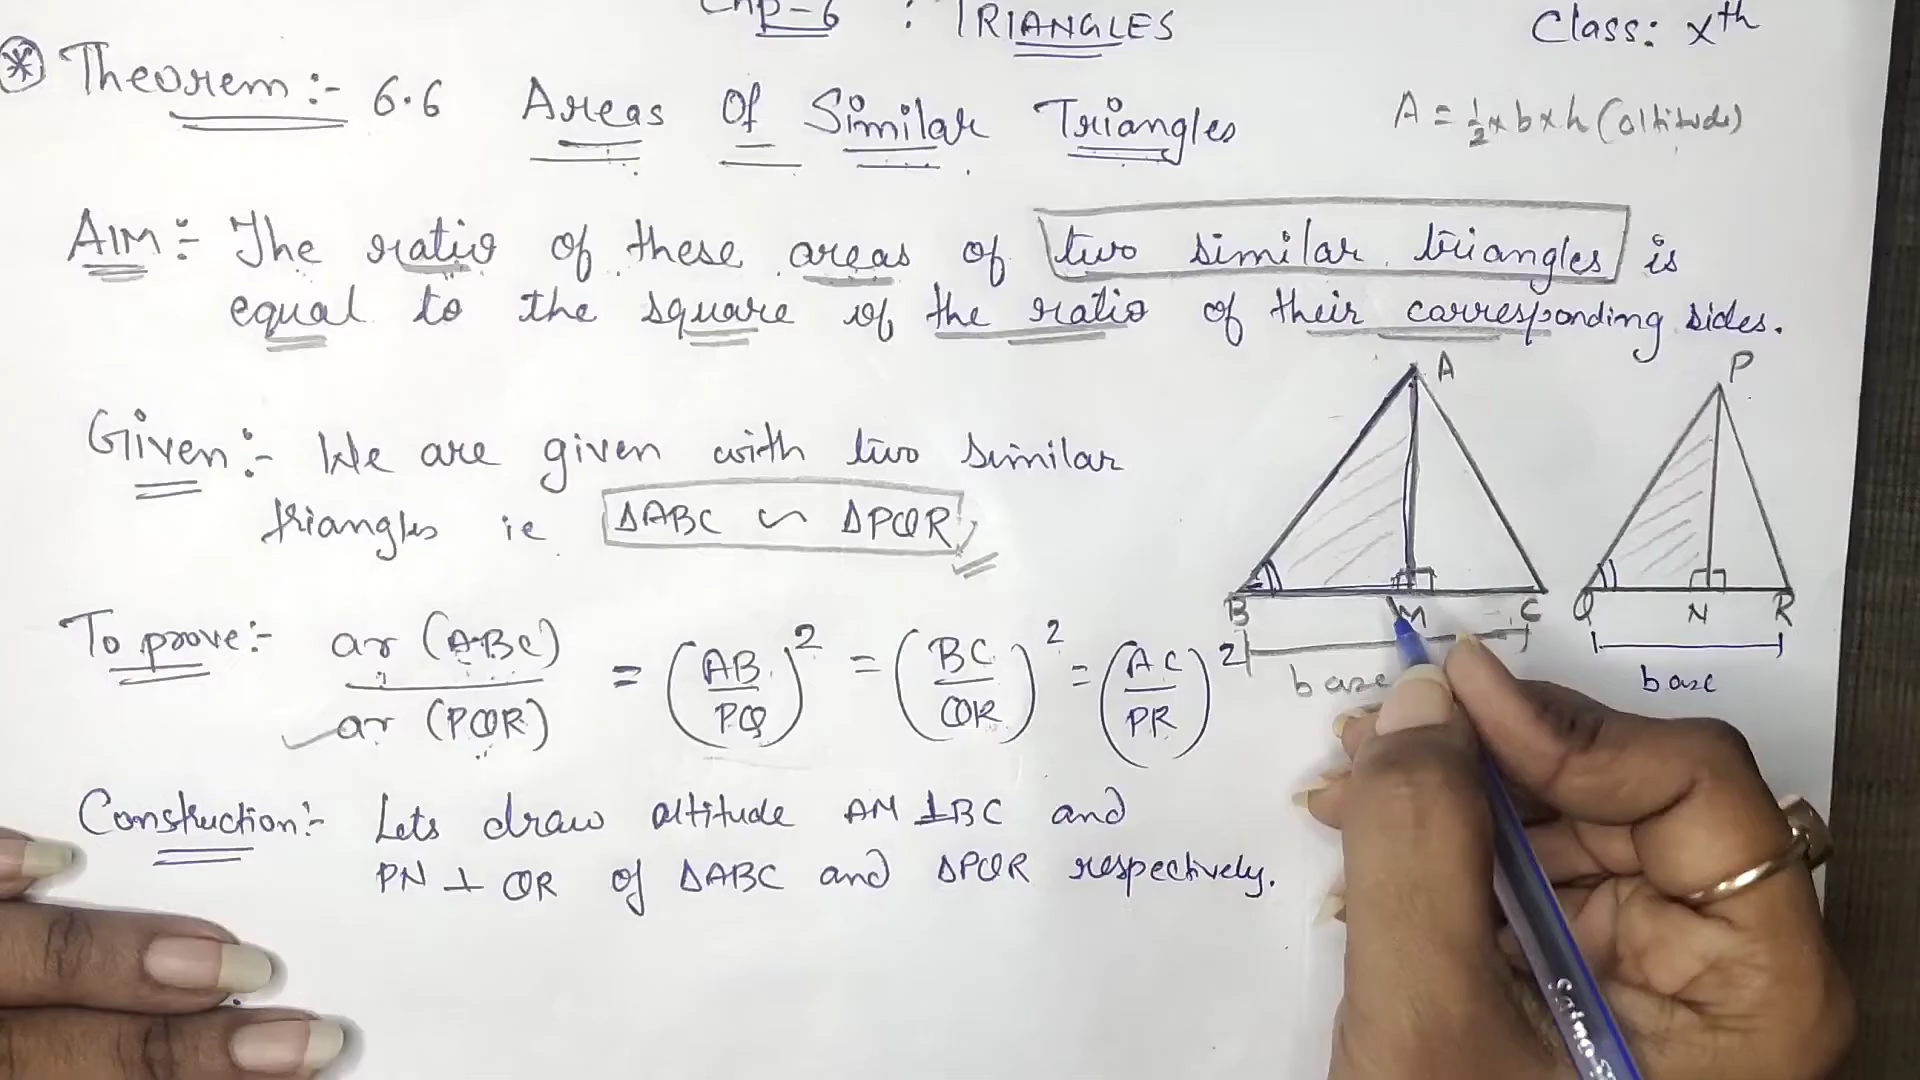 Chp-6 : TRIANGLES
Class: Xth
Theorem:- 6.6 Areas Of Similar Triangles
A = 1/2 x b x h (altitude)
AIM:- The ratio of these areas of two similar triangles is
equal to the square of the ratio of their carresponding sides.
Given:- We are given with two similar
triangles ie ΔABC ∽ ΔPQR
A
P
B
M
C
Q
N
R
base
base
To prove:- ar (ABC) / ar (PQR) = (AB/PQ)² = (BC/QR)² = (AC/PR)²
Construction:- Lets draw altitude AM ⊥ BC and
PN ⊥ QR of ΔABC and ΔPQR respectively.